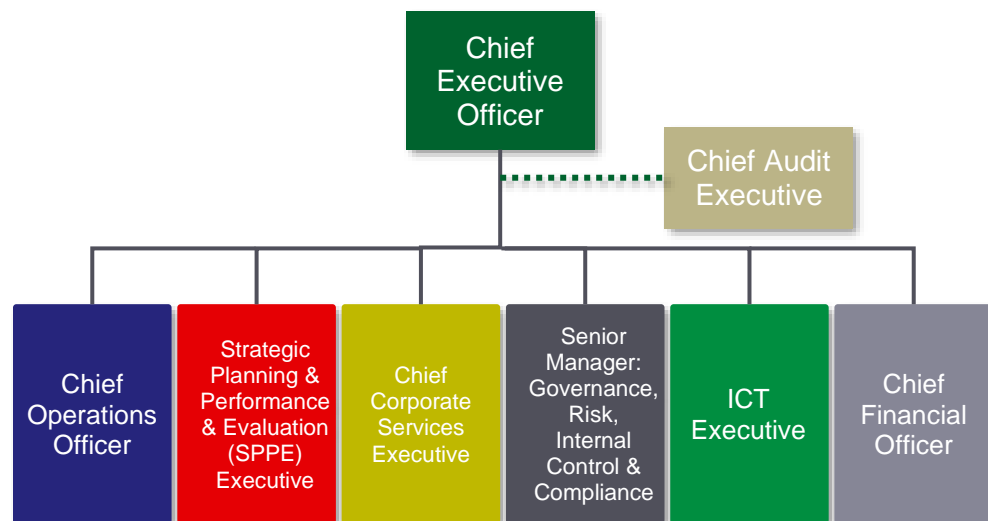 Chief
Executive
Officer
Chief Audit
Executive
Chief
Operations
Officer
Strategic
Planning &
Performance
& Evaluation
(SPPE)
Executive
Chief
Corporate
Services
Executive
Senior
Manager:
Governance,
Risk,
Internal
Control &
Compliance
ICT
Executive
Chief
Financial
Officer